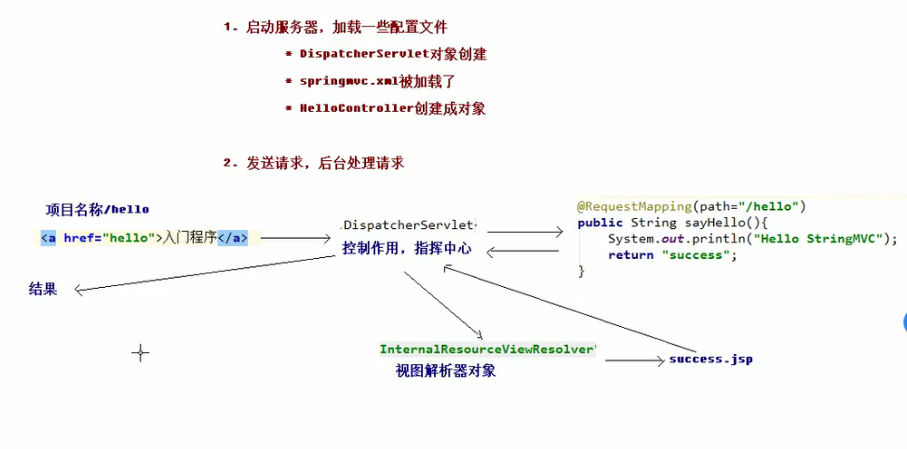 1. 启动服务器，加载一些配置文件
* DispatcherServlet对象创建
* springmvc.xml被加载了
* HelloController创建成对象
2. 发送请求，后台处理请求
项目名称/hello
<a href="hello">入门程序</a>
.DispatcherServlet
控制作用，指挥中心
@RequestMapping(path="/hello")
public String sayHello(){
System.out.println("Hello StringMVC");
return "success";
}
结果
InternalResourceViewResolver"
视图解析器对象
success.jsp